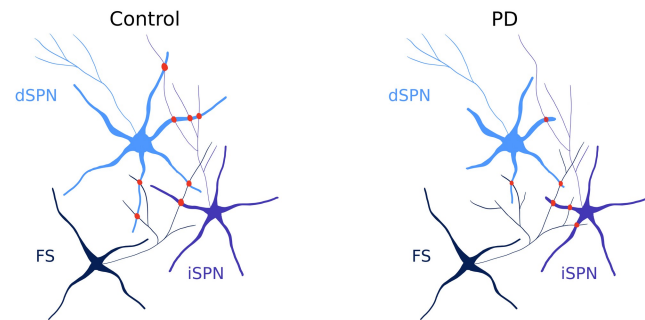 Control
PD
dSPN
dSPN
FS
iSPN
FS
iSPN